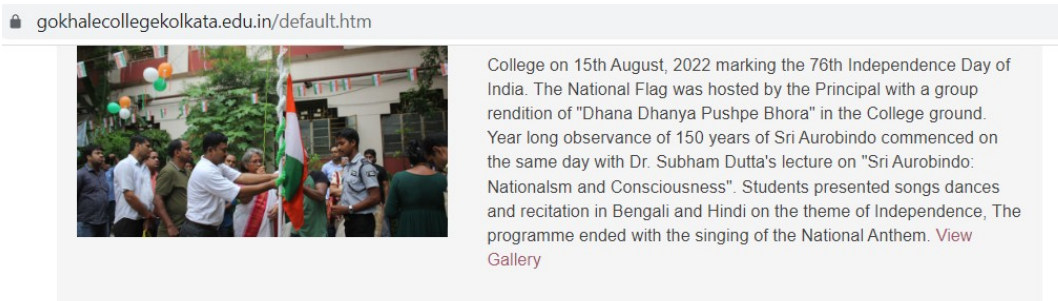 gokhalecollegekolkata.edu.in/default.htm
College on 15th August, 2022 marking the 76th Independence Day of
India. The National Flag was hosted by the Principal with a group
rendition of "Dhana Dhanya Pushpe Bhora" in the College ground.
Year long observance of 150 years of Sri Aurobindo commenced on
the same day with Dr. Subham Dutta's lecture on "Sri Aurobindo:
Nationalsm and Consciousness". Students presented songs dances
and recitation in Bengali and Hindi on the theme of Independence, The
programme ended with the singing of the National Anthem. View
Gallery